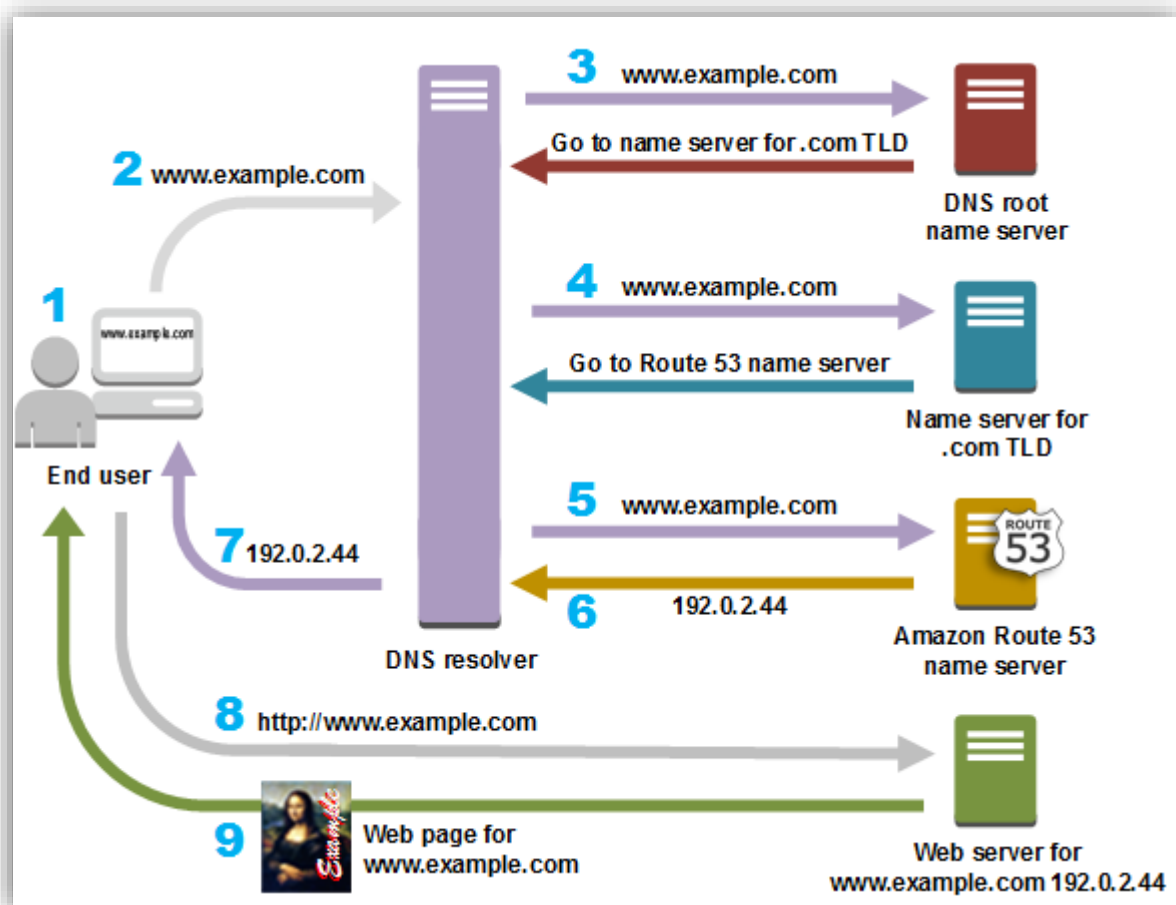 3 www.example.com
Go to name server for .com TLD
DNS root
name server
2 www.example.com
1
www.example.com
End user
4 www.example.com
Go to Route 53 name server
Name server for
.com TLD
5 www.example.com
ROUTE
53
6
192.0.2.44
Amazon Route 53
name server
7 192.0.2.44
DNS resolver
8 http://www.example.com
9
Example
Web page for
www.example.com
Web server for
www.example.com 192.0.2.44